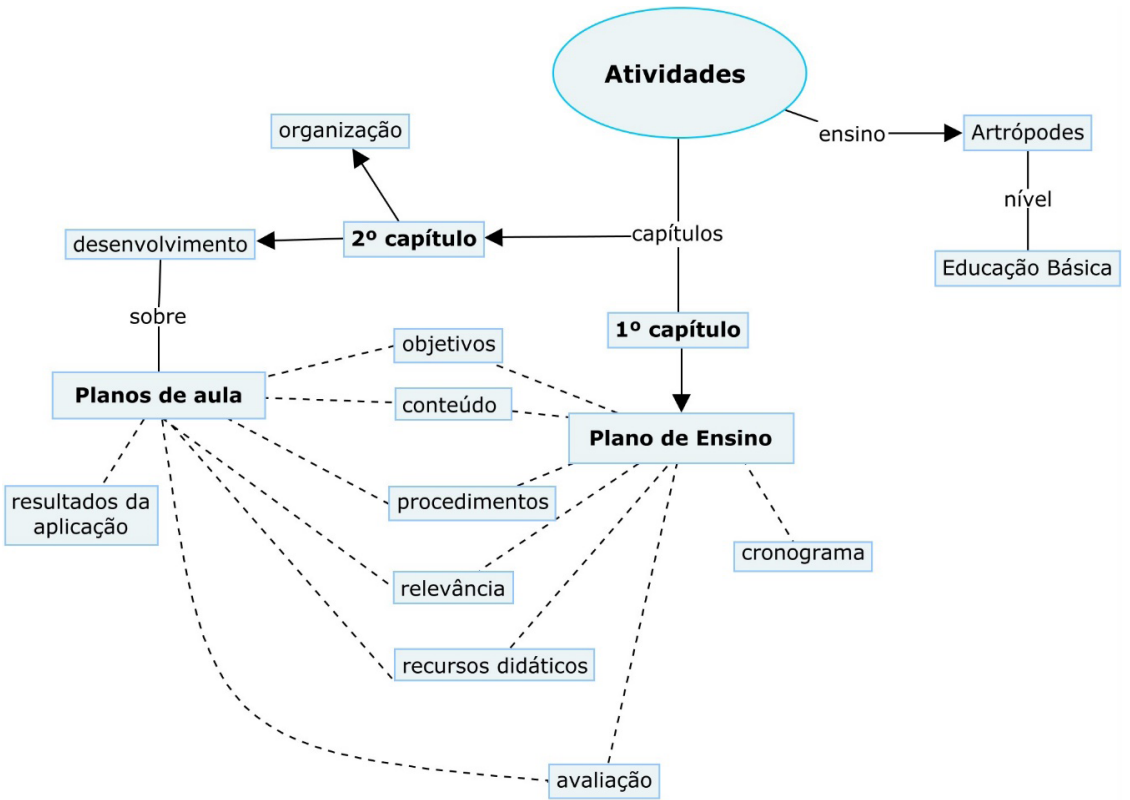 Atividades
organização
ensino
Artrópodes
nível
2º capítulo
capítulos
desenvolvimento
Educação Básica
sobre
1º capítulo
objetivos
Planos de aula
conteúdo
Plano de Ensino
resultados da
aplicação
procedimentos
cronograma
relevância
recursos didáticos
avaliação